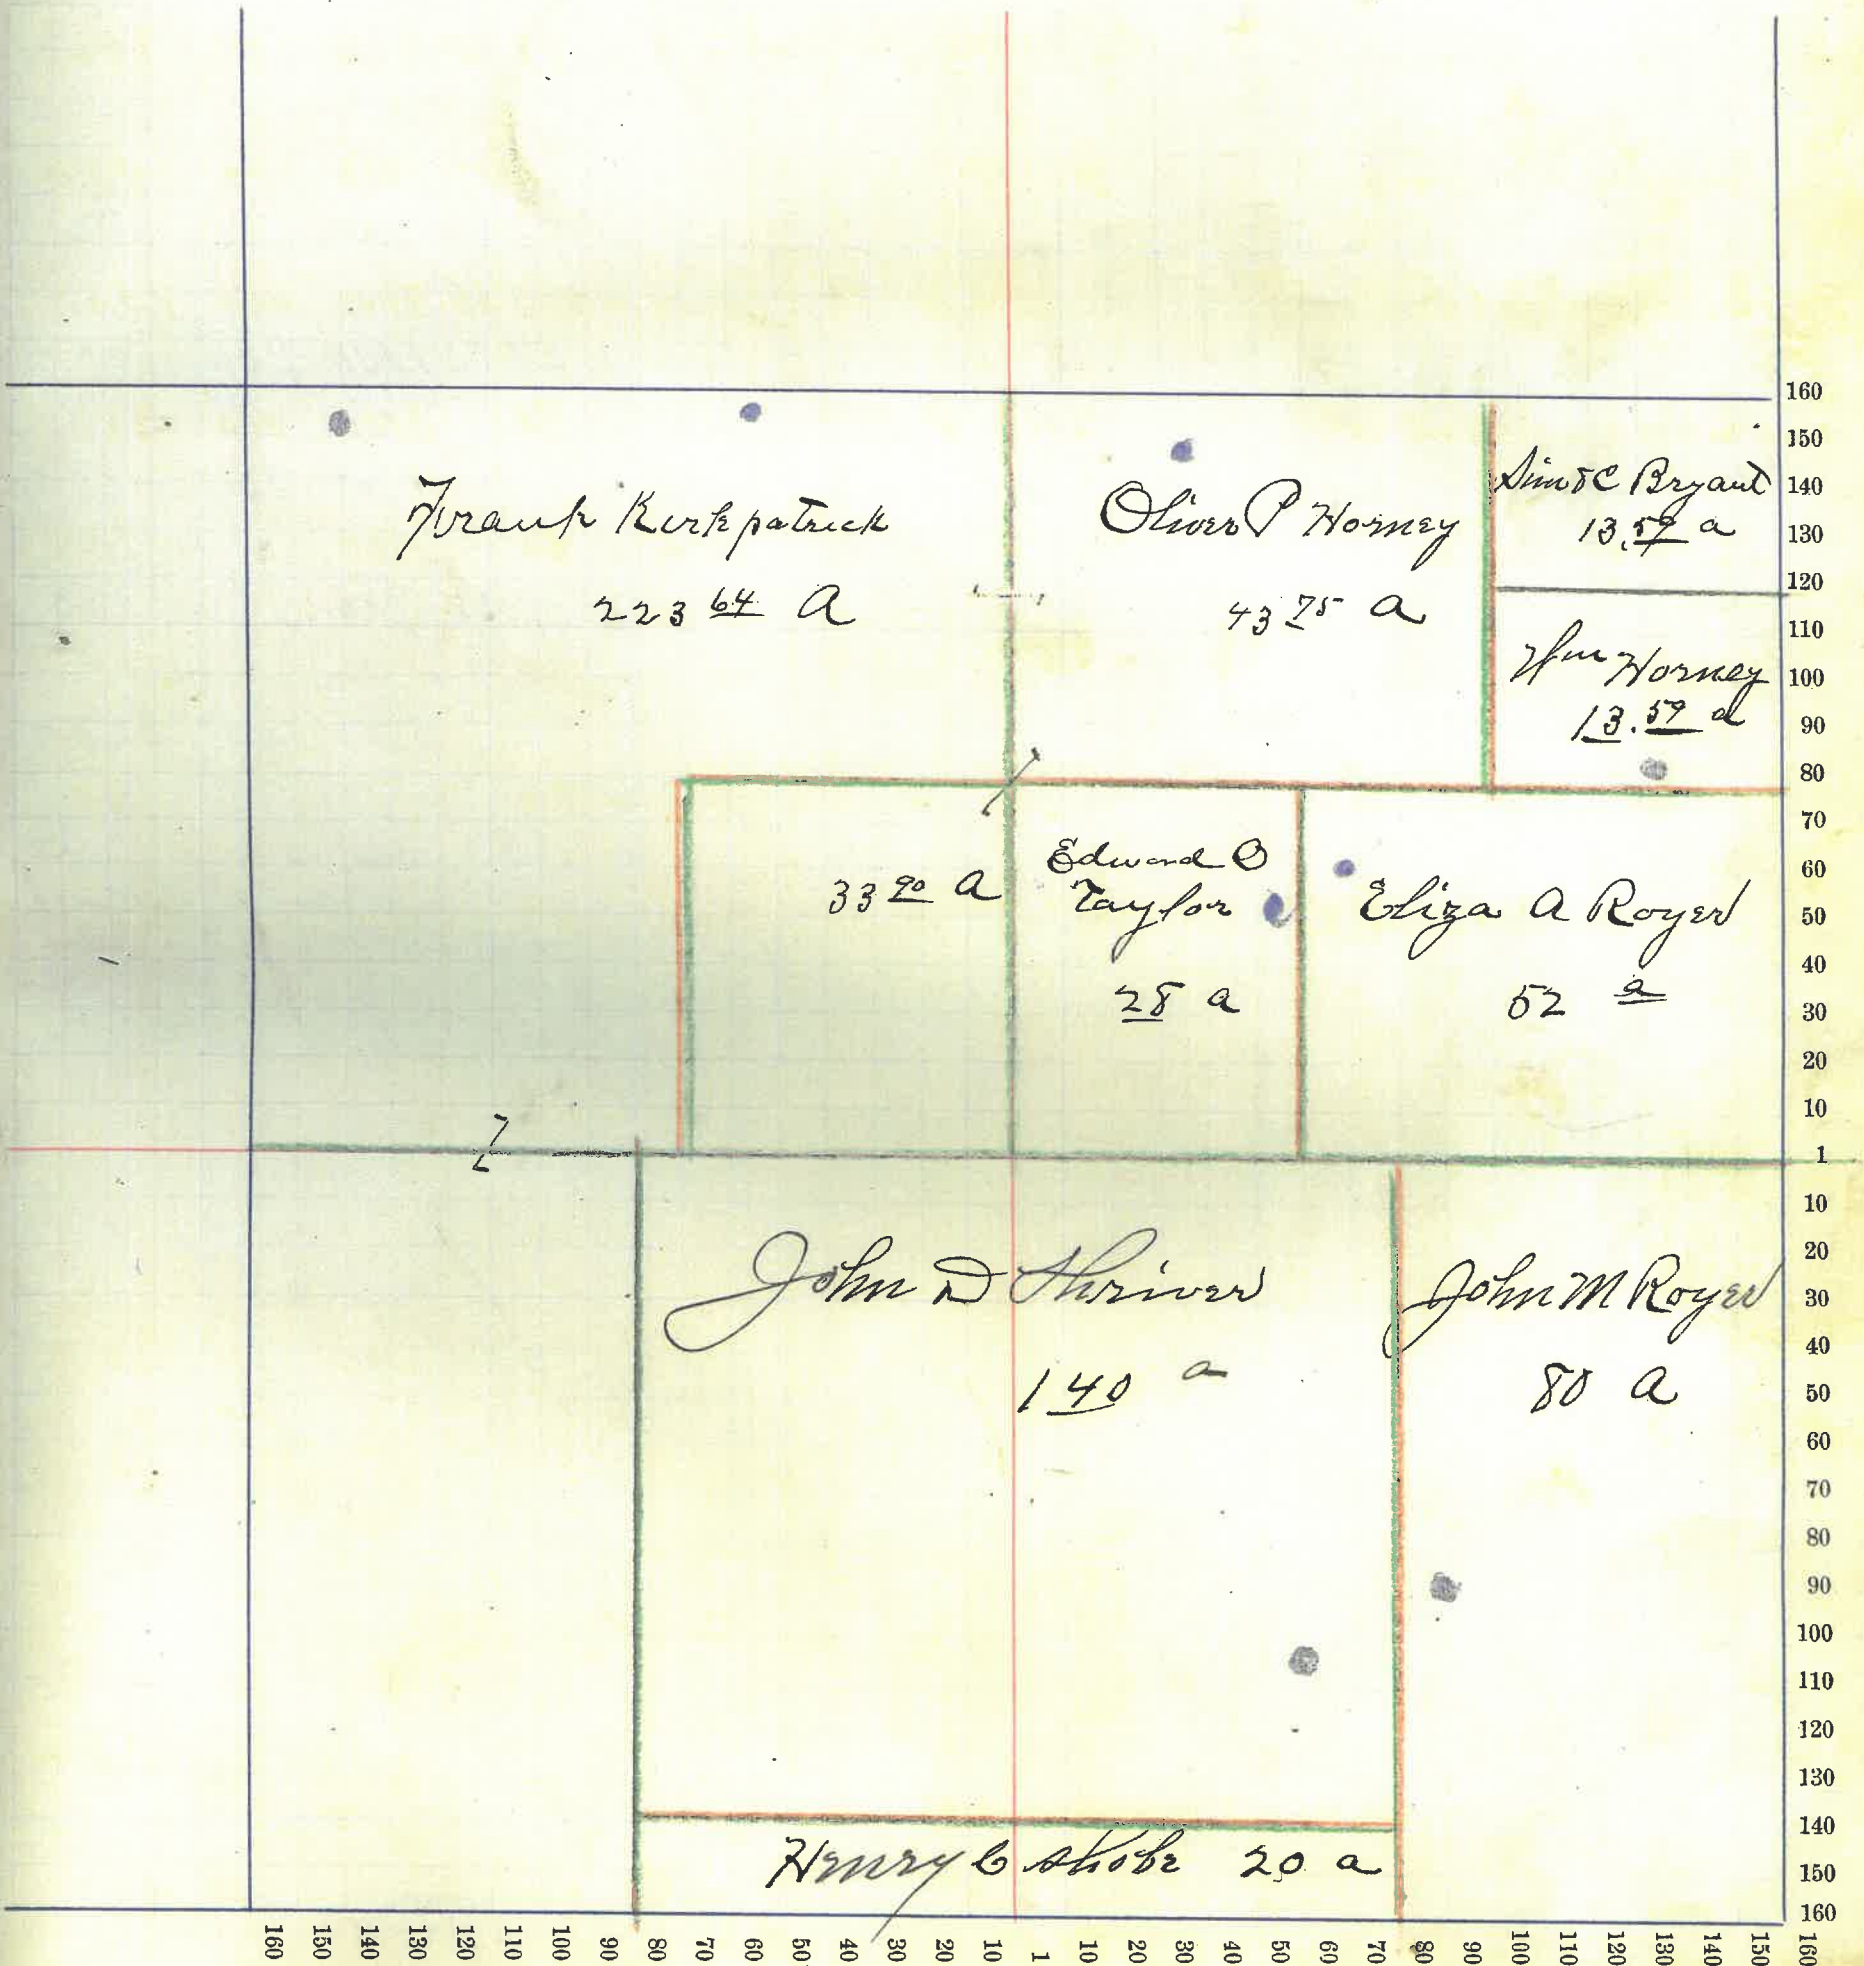 Frank Kirkpatrick
223 64 A
Oliver P Horney
43 75 a
Bryant
13.59 a
Wm Horney
13.59 a
33 90 a
Edward O
Taylor
28 a
Eliza A Royer
52 a
John D Shriver
140 a
John M Royer
80 a
Henry C Shobe 20 a
160
150
140
130
120
110
100
90
80
70
60
50
40
30
20
10
1
10
20
30
40
50
60
70
80
90
100
110
120
130
140
150
160
160 150 140 130 120 110 100 90 80 70 60 50 40 30 20 10 1 10 20 30 40 50 60 70 80 90 100 110 120 130 140 150 160